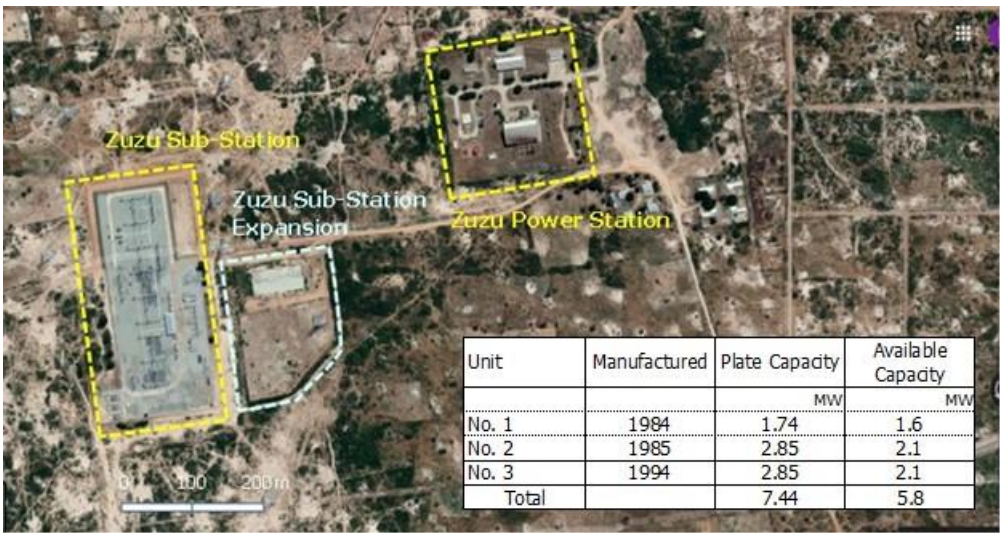 Zuzu Sub-Station
Zuzu Sub-Station
Expansion
Zuzu Power Station
Unit Manufactured Plate Capacity Available Capacity
MW MW
No. 1 1984 1.74 1.6
No. 2 1985 2.85 2.1
No. 3 1994 2.85 2.1
Total 7.44 5.8
0 100 200m